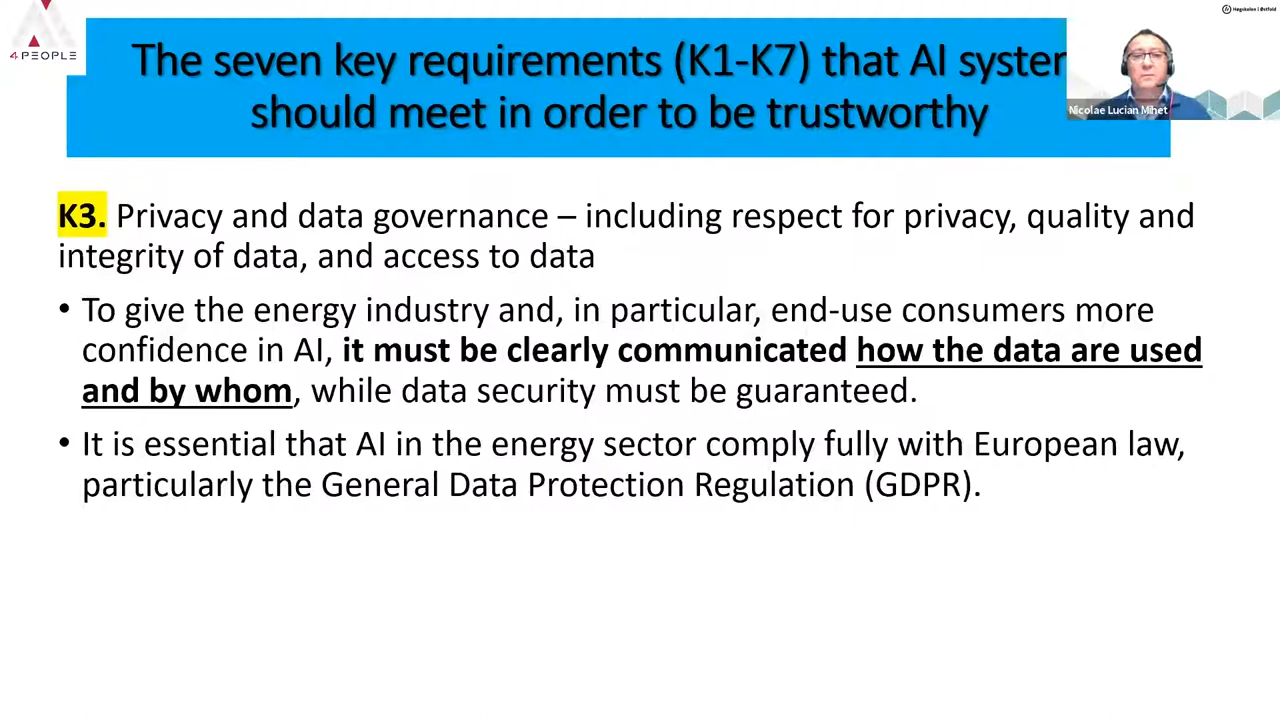 4PEOPLE
Høgskolen i Østfold
The seven key requirements (K1-K7) that AI system
should meet in order to be trustworthy
Nicolae Lucian Mihet
K3. Privacy and data governance – including respect for privacy, quality and
integrity of data, and access to data
• To give the energy industry and, in particular, end-use consumers more
confidence in AI, it must be clearly communicated how the data are used
and by whom, while data security must be guaranteed.
• It is essential that AI in the energy sector comply fully with European law,
particularly the General Data Protection Regulation (GDPR).